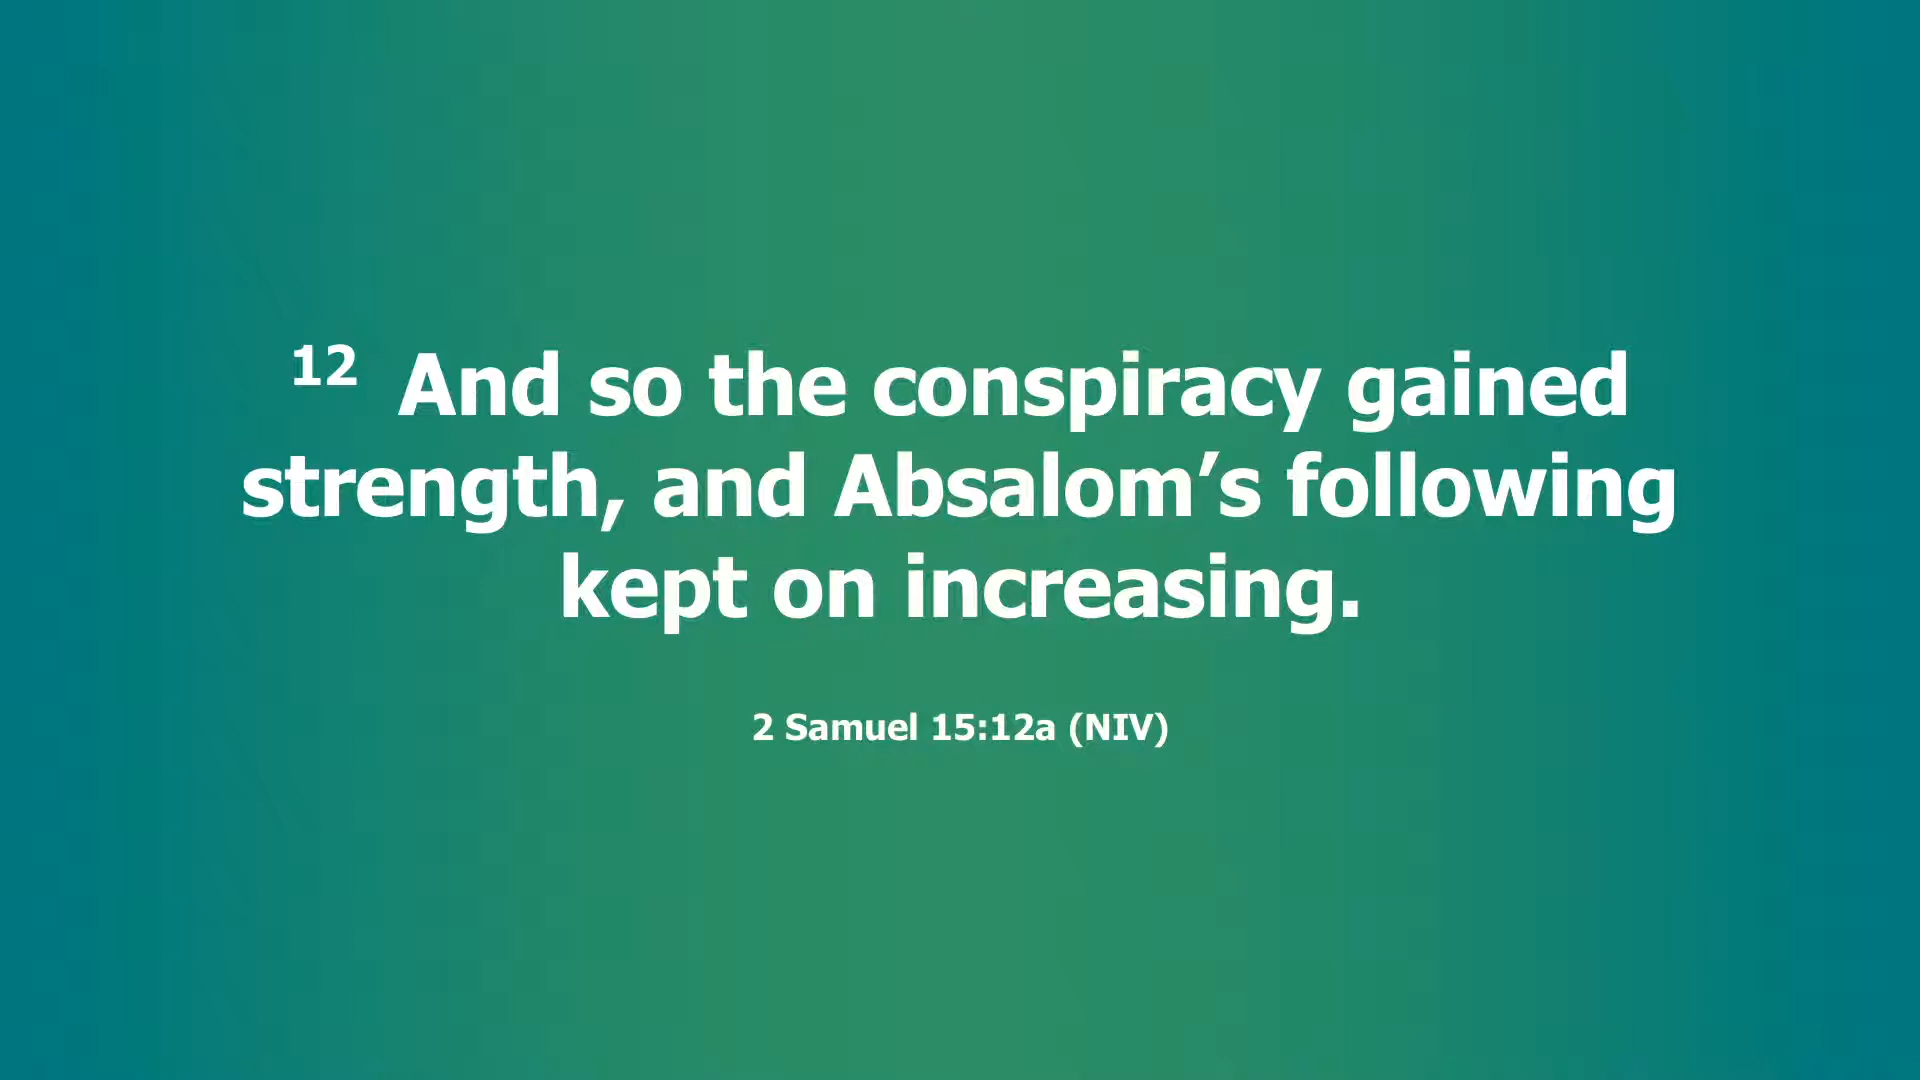 12 And so the conspiracy gained
strength, and Absalom’s following
kept on increasing.
2 Samuel 15:12a (NIV)